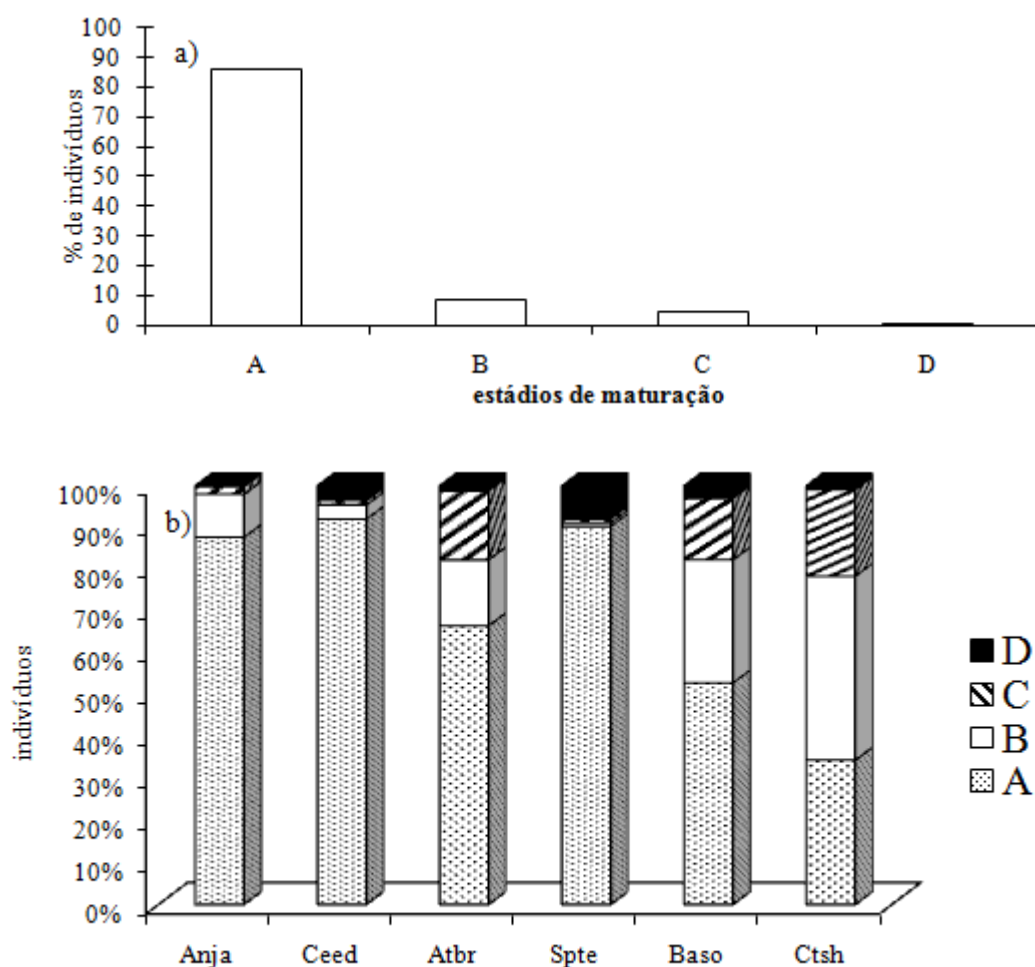 100
90
80
70
60
50
40
30
20
10
0
a)
% de indivíduos
A B C D
estádios de maturação
100%
90%
80%
70%
60%
50%
40%
30%
20%
10%
0%
b)
indivíduos
Anja Ceed Atbr Spte Baso Ctsh
D
C
B
A